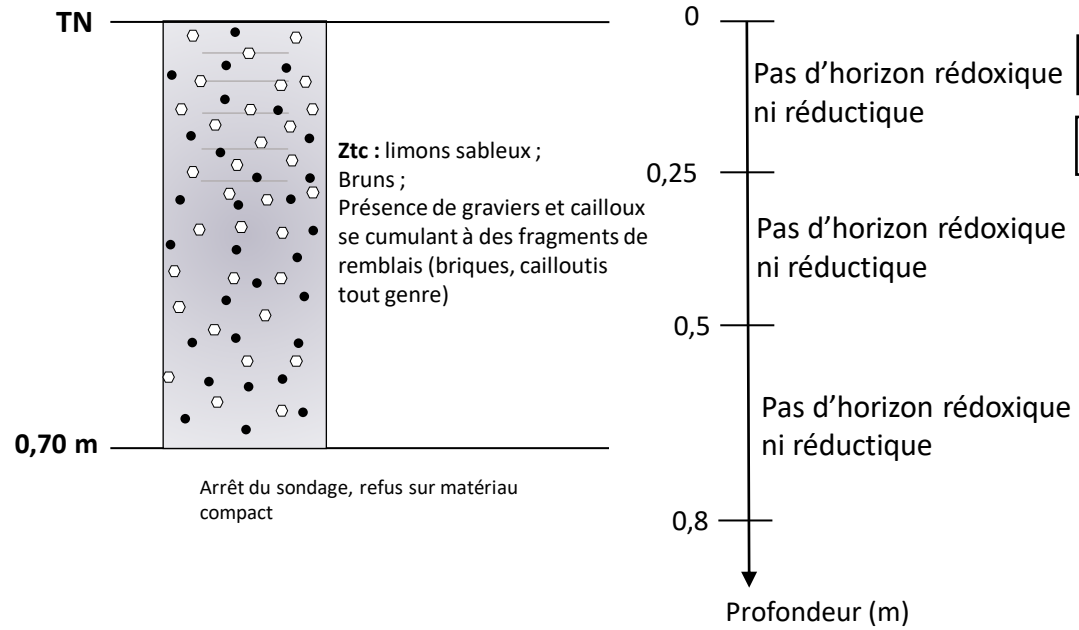 TN
Ztc : limons sableux ;
Bruns ;
Présence de graviers et cailloux
se cumulant à des fragments de
remblais (briques, cailloutis
tout genre)
0,70 m
Arrêt du sondage, refus sur matériau
compact
0
Pas d’horizon rédoxique
ni réductique
0,25
Pas d’horizon rédoxique
ni réductique
0,5
Pas d’horizon rédoxique
ni réductique
0,8
Profondeur (m)